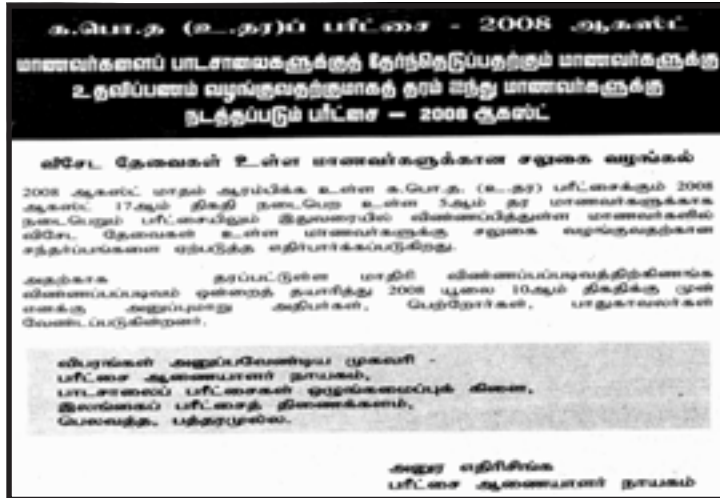 க.பொ.த (உ.தர)ப் பரீட்சை - 2008 ஆகஸ்ட்
மாணவர்களைப் பாடசாலைகளுக்குத் தேர்ந்தெடுப்பதற்கும் மாணவர்களுக்கு
உதவிப்பணம் வழங்குவதற்குமாகத் தரம் ஐந்து மாணவர்களுக்கு
நடத்தப்படும் பரீட்சை — 2008 ஆகஸ்ட்
விசேட தேவைகள் உள்ள மாணவர்களுக்கான சலுகை வழங்கல்
2008 ஆகஸ்ட் மாதம் ஆரம்பிக்க உள்ள க.பொ.த. (உ.தர) பரீட்சைக்கும் 2008
ஆகஸ்ட் 17ஆம் திகதி நடைபெற உள்ள 5ஆம் தர மாணவர்களுக்காக
நடைபெறும் பரீட்சையிலும் இதுவரையில் விண்ணப்பித்துள்ள மாணவர்களில்
விசேட தேவைகள் உள்ள மாணவர்களுக்கு சலுகை வழங்குவதற்கான
சந்தர்ப்பங்களை ஏற்படுத்த எதிர்பார்க்கப்படுகிறது.
அதற்காக தரப்பட்டுள்ள மாதிரி விண்ணப்பப்படிவத்திற்கிணங்க
விண்ணப்பப்படிவம் ஒன்றைத் தயாரித்து 2008 யூலை 10ஆம் திகதிக்கு முன்
எனக்கு அனுப்புமாறு அதிபர்கள், பெற்றோர்கள், பாதுகாவலர்கள்
வேண்டப்படுகின்றனர்.
விபரங்கள் அனுப்பவேண்டிய முகவரி -
பரீட்சை ஆணையாளர் நாயகம்,
பாடசாலைப் பரீட்சைகள் ஒழுங்கமைப்புக் கிளை,
இலங்கைப் பரீட்சைத் திணைக்களம்,
பெலவத்த, பத்தரமுல்ல.
அனுர எதிரிசிங்க
பரீட்சை ஆணையாளர் நாயகம்